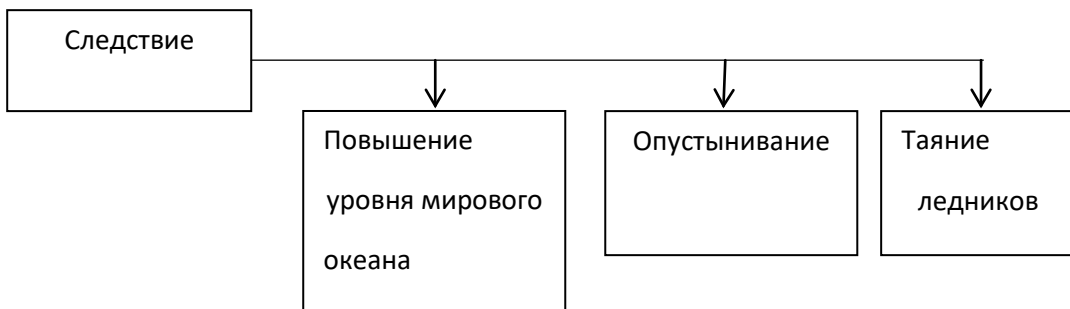 Следствие
Повышение
уровня мирового
океана
Опустынивание
Таяние
ледников